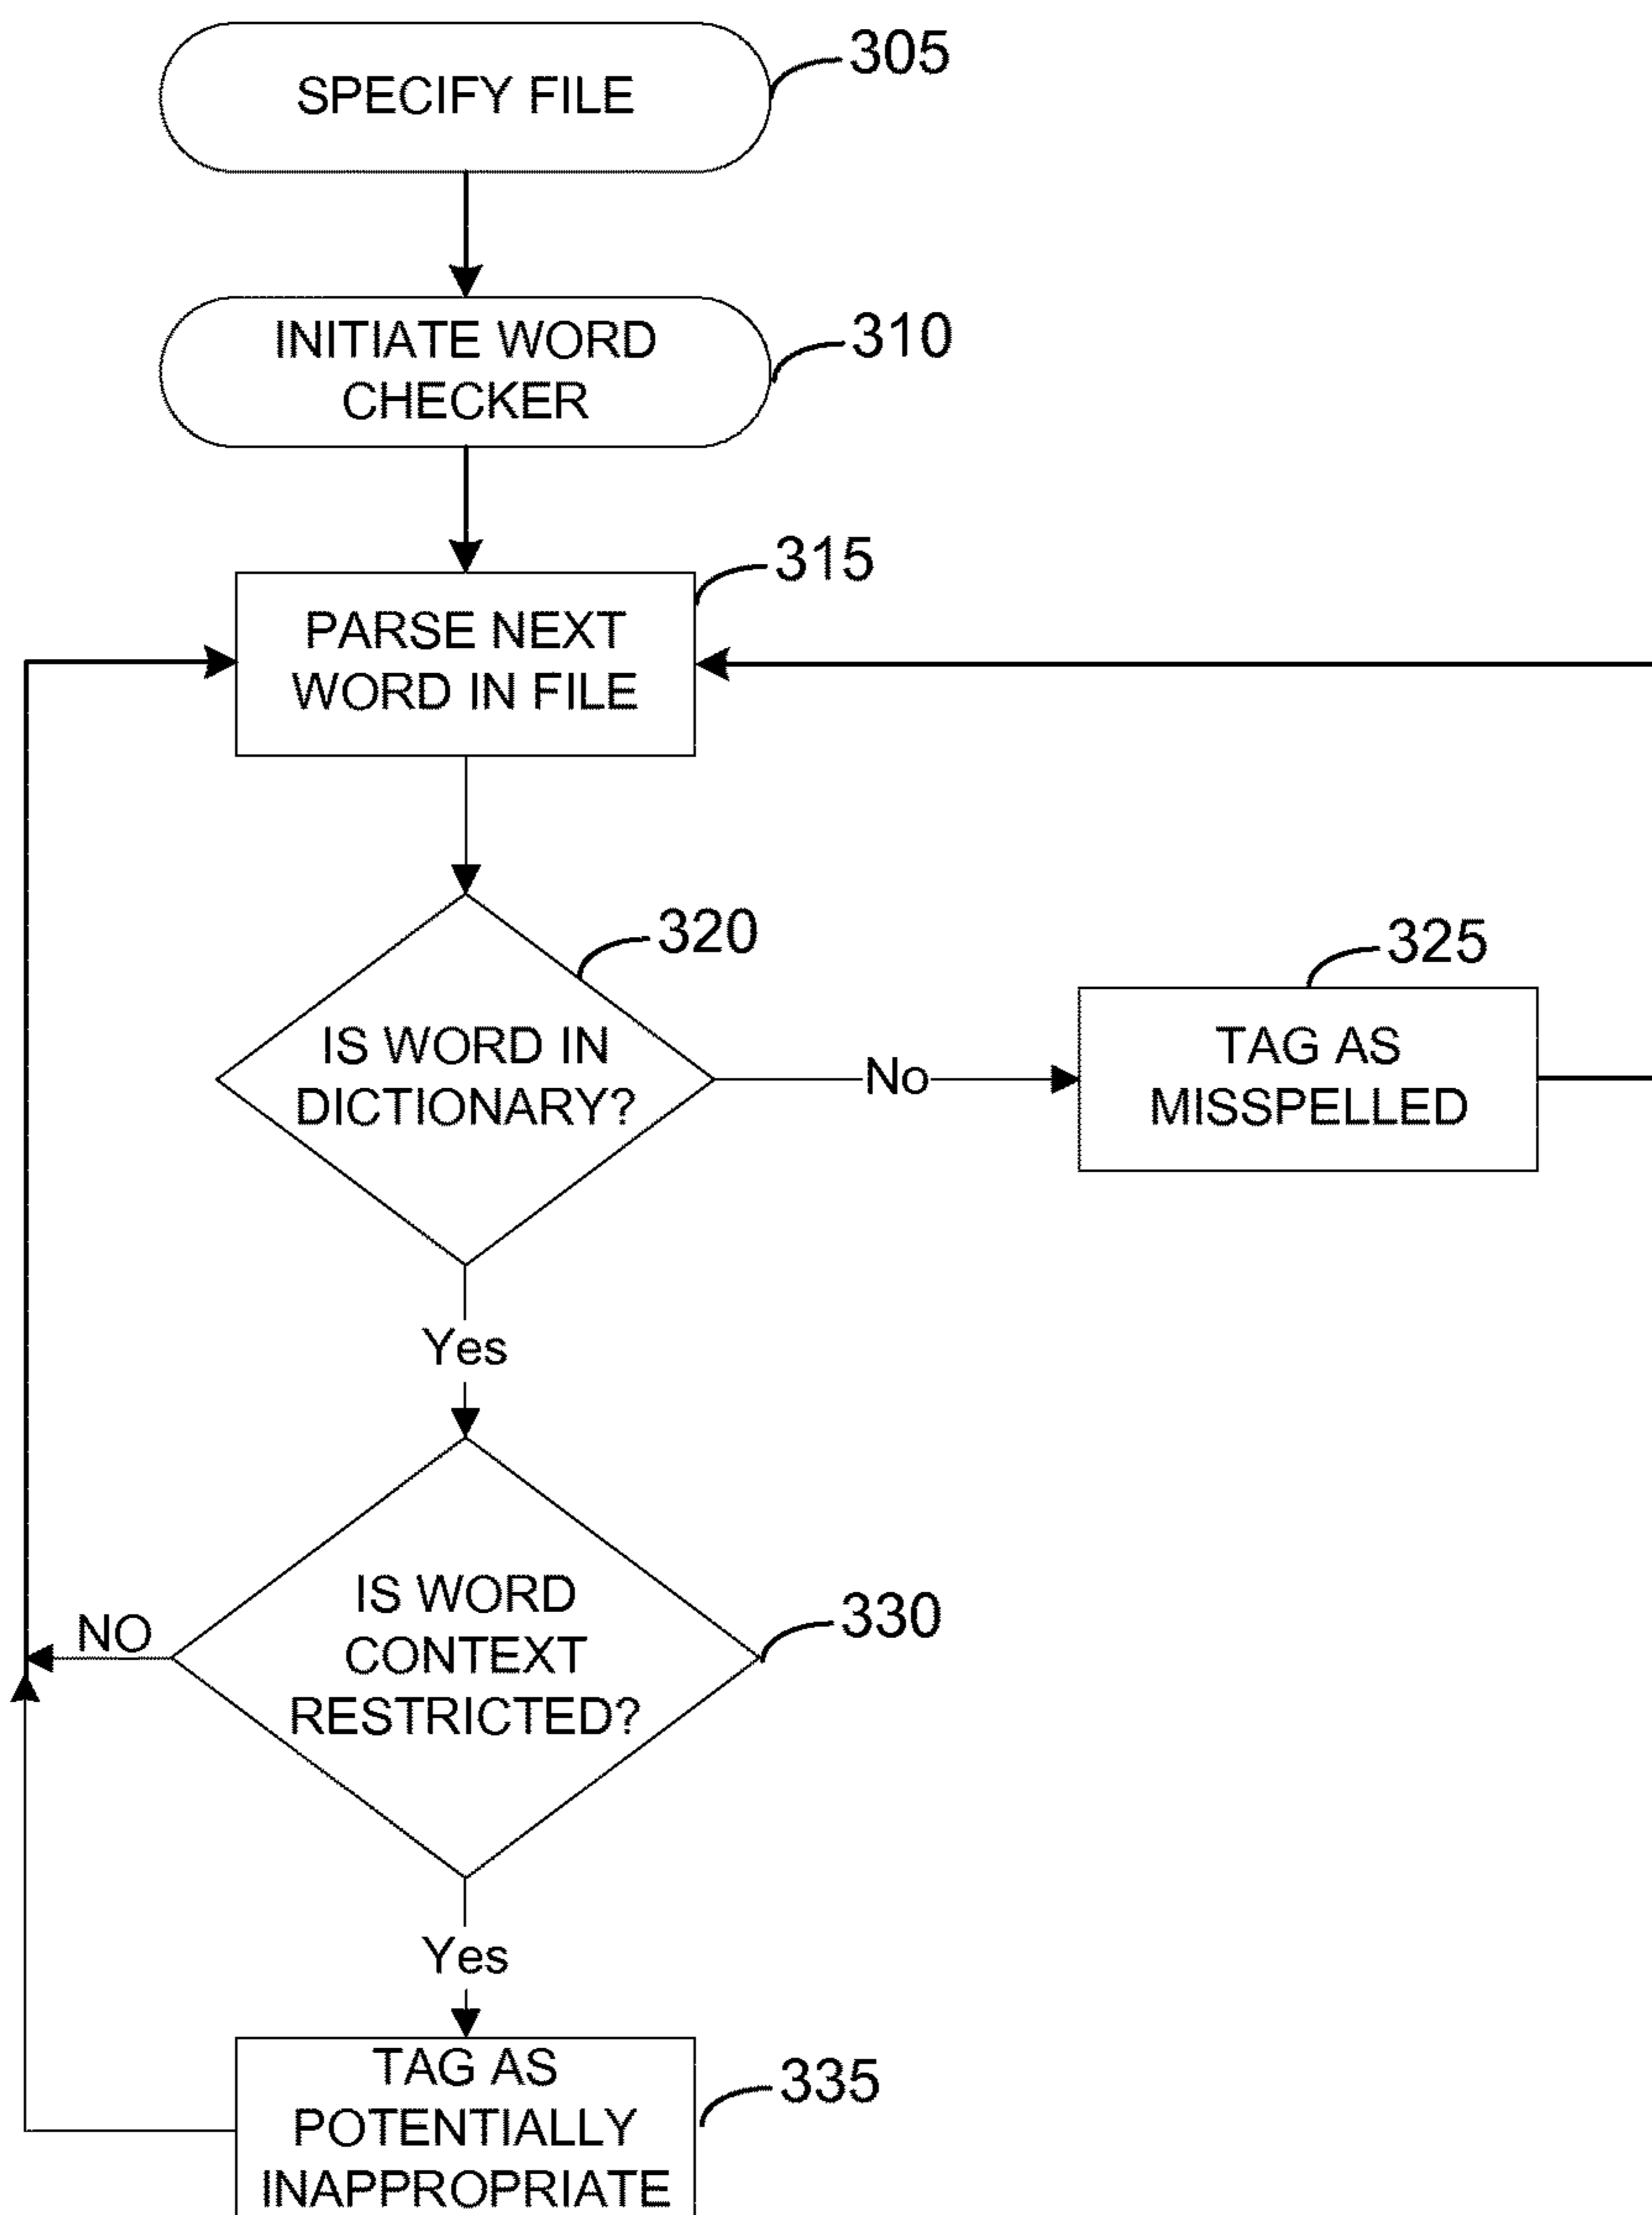 SPECIFY FILE
305
INITIATE WORD
CHECKER
310
315
PARSE NEXT
WORD IN FILE
320
IS WORD IN
DICTIONARY?
No
325
TAG AS
MISSPELLED
Yes
IS WORD
CONTEXT
RESTRICTED?
330
NO
Yes
TAG AS
POTENTIALLY
INAPPROPRIATE
335